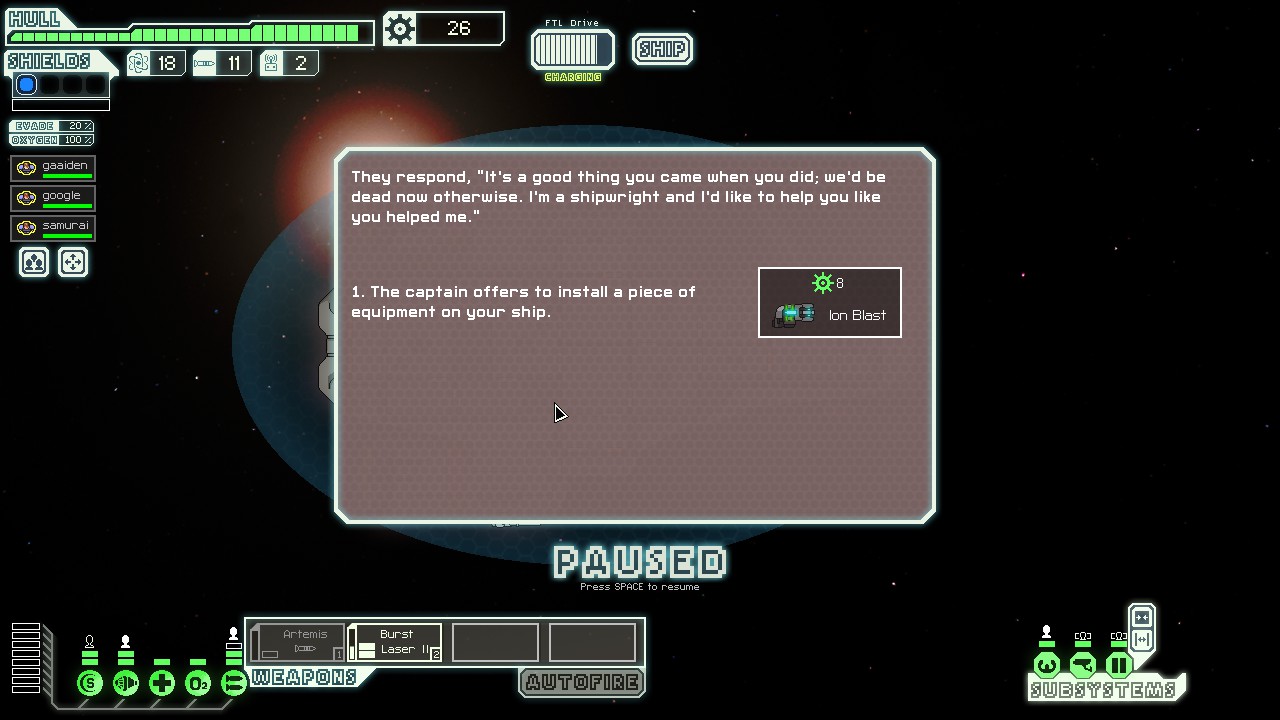 HULL
26
FTL Drive
SHIP
CHARGING
SHIELDS
18
11
2
EVADE 20 %
OXYGEN 100 %
gaaiden
google
samurai
They respond, "It's a good thing you came when you did; we'd be
dead now otherwise. I'm a shipwright and I'd like to help you like
you helped me."
1. The captain offers to install a piece of
equipment on your ship.
8
Ion Blast
PAUSED
Press SPACE to resume
Artemis
1
Burst
Laser II
2
WEAPONS
AUTOFIRE
S
O2
SUBSYSTEMS